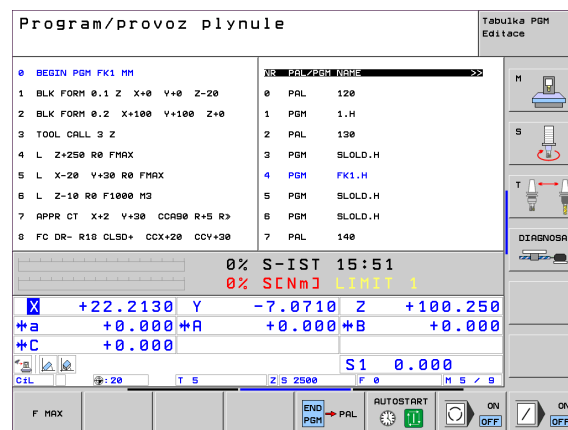 Program/provoz plynule
Tabulka PGM
Editace
0 BEGIN PGM FK1 MM
1 BLK FORM 0.1 Z X+0 Y+0 Z-20
2 BLK FORM 0.2 X+100 Y+100 Z+0
3 TOOL CALL 3 Z
4 L Z+250 R0 FMAX
5 L X-20 Y+30 R0 FMAX
6 L Z-10 R0 F1000 M3
7 APPR CT X+2 Y+30 CCA90 R+5 R»
8 FC DR- R18 CLSD+ CCX+20 CCY+30
NR PAL/PGM NAME >>
0 PAL 120
1 PGM 1.H
2 PAL 130
3 PGM SLOLD.H
4 PGM FK1.H
5 PGM SLOLD.H
6 PGM SLOLD.H
7 PAL 140
M
S
T
DIAGNOSA
0% S-IST 15:51
0% S[Nm] LIMIT 1
X +22.2130 Y -7.0710 Z +100.250
a +0.000 A +0.000 B +0.000
C +0.000
S1 0.000
CíL :20 T 5 Z S 2500 F 0 M 5 / 9
F MAX
END PGM → PAL
AUTOSTART
ON
OFF
ON
OFF